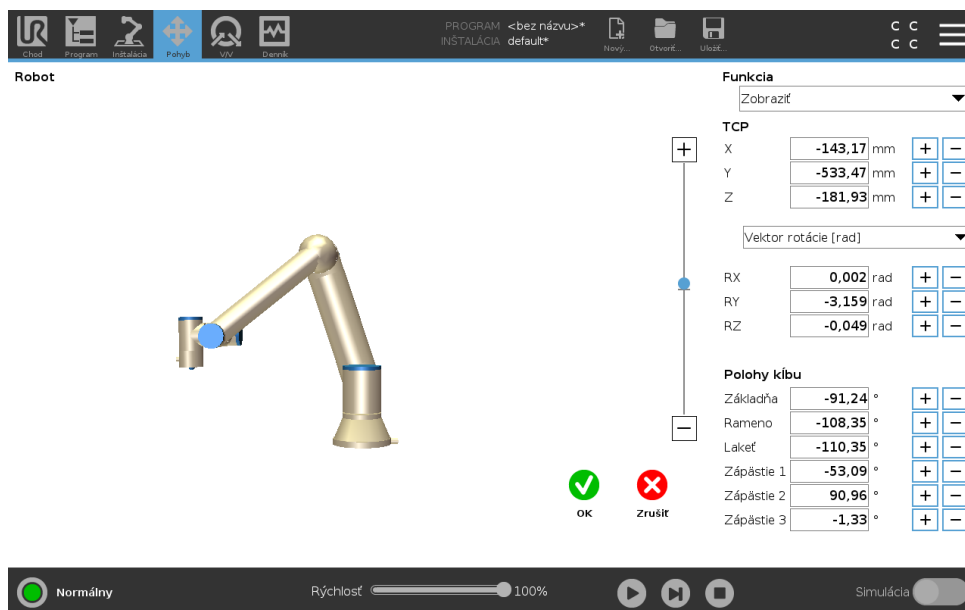 PROGRAM <bez názvu>*
INŠTALÁCIA default*
Chod Program Inštalácia Pohyb V/V Denník Nový... Otvoriť... Uložiť...
C C
C C
Robot
Funkcia
Zobraziť
TCP
X -143,17 mm + −
Y -533,47 mm + −
Z -181,93 mm + −
Vektor rotácie [rad]
RX 0,002 rad + −
RY -3,159 rad + −
RZ -0,049 rad + −
Polohy kĺbu
Základňa -91,24 ° + −
Rameno -108,35 ° + −
Lakeť -110,35 ° + −
Zápästie 1 -53,09 ° + −
Zápästie 2 90,96 ° + −
Zápästie 3 -1,33 ° + −
+
−
OK Zrušiť
Normálny Rýchlosť 100% Simulácia